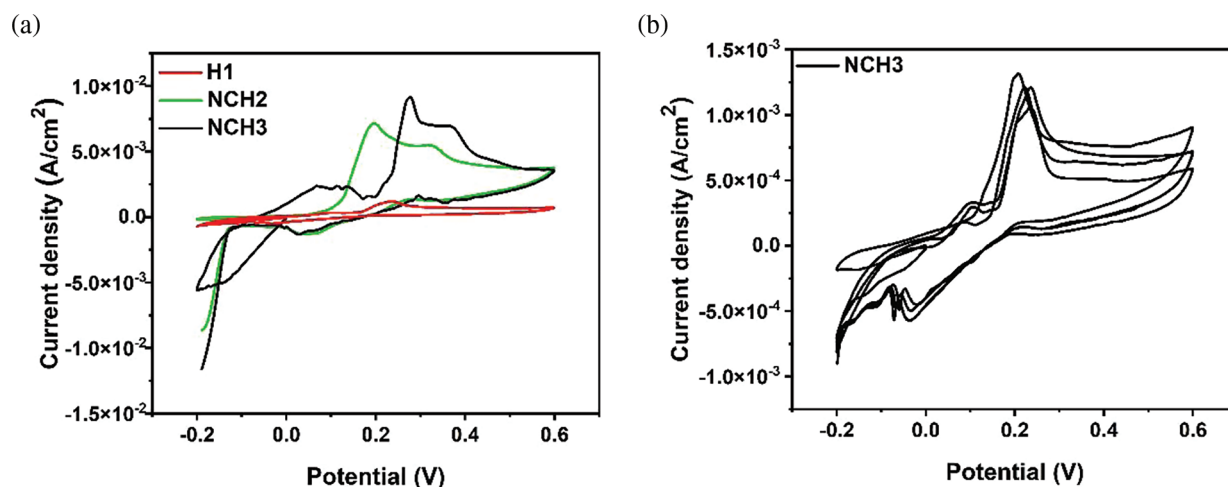 (a)
H1
NCH2
NCH3
1.0×10⁻²
5.0×10⁻³
0.0
-5.0×10⁻³
-1.0×10⁻²
-1.5×10⁻²
Current density (A/cm²)
-0.2 0.0 0.2 0.4 0.6
Potential (V)
(b)
NCH3
1.5×10⁻³
1.0×10⁻³
5.0×10⁻⁴
0.0
-5.0×10⁻⁴
-1.0×10⁻³
Current density (A/cm²)
-0.2 0.0 0.2 0.4 0.6
Potential (V)